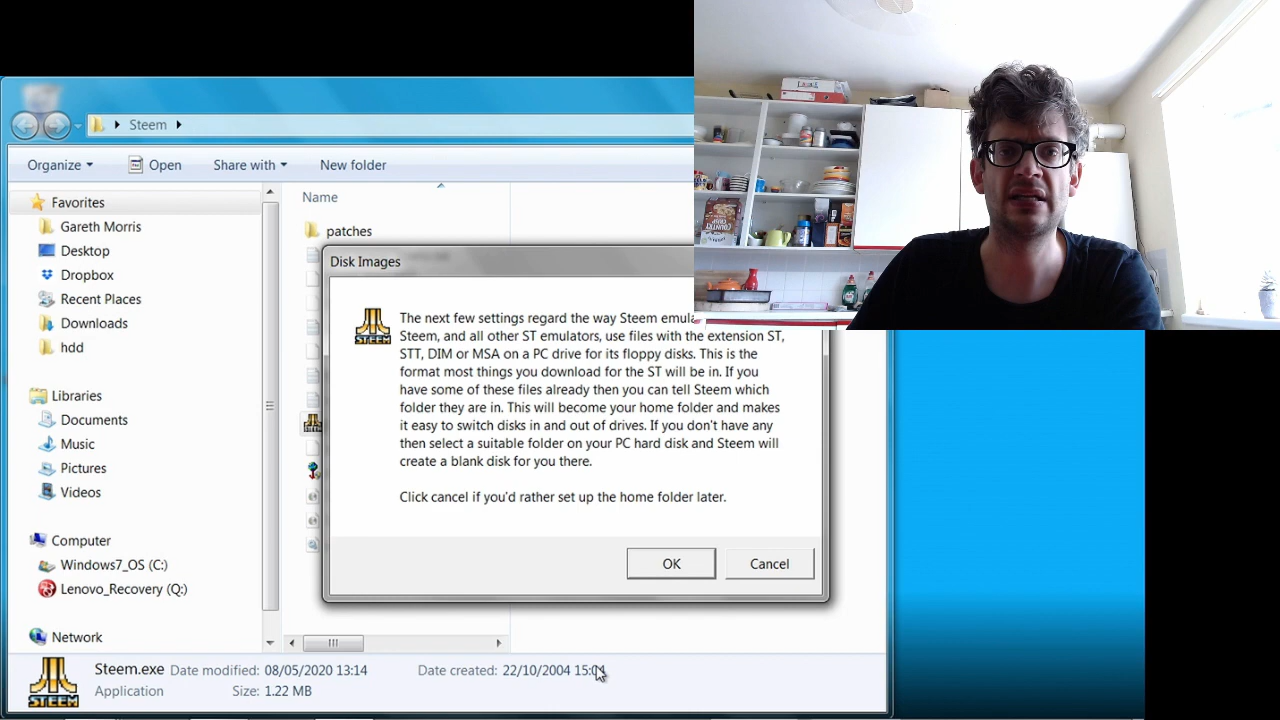 Steem
Organize
Open
Share with
New folder
Favorites
Gareth Morris
Desktop
Dropbox
Recent Places
Downloads
hdd
Libraries
Documents
Music
Pictures
Videos
Computer
Windows7_OS (C:)
Lenovo_Recovery (Q:)
Network
Name
patches
Disk Images
STEEM
The next few settings regard the way Steem
Steem, and all other ST emulators, use files with the extension ST,
STT, DIM or MSA on a PC drive for its floppy disks. This is the
format most things you download for the ST will be in. If you
have some of these files already then you can tell Steem which
folder they are in. This will become your home folder and makes
it easy to switch disks in and out of drives. If you don't have any
then select a suitable folder on your PC hard disk and Steem will
create a blank disk for you there.
Click cancel if you'd rather set up the home folder later.
OK
Cancel
STEEM
Steem.exe
Date modified: 08/05/2020 13:14
Date created: 22/10/2004
Application
Size: 1.22 MB
COUNTRY
CRISP